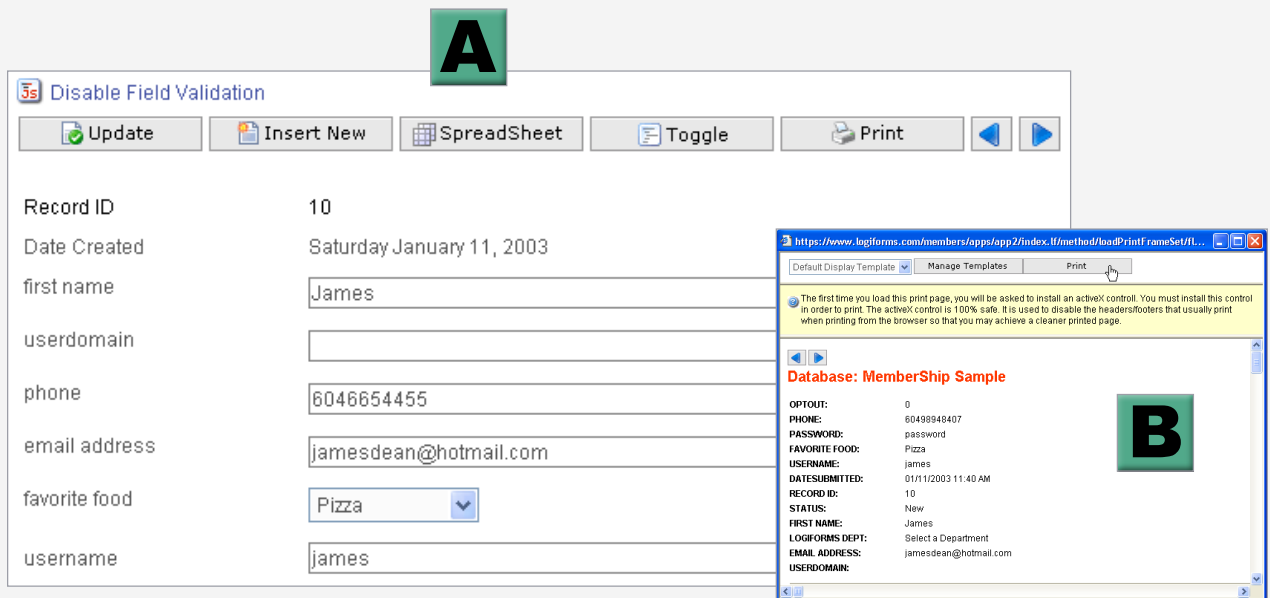 A
Js Disable Field Validation
Update Insert New SpreadSheet Toggle Print
Record ID 10
Date Created Saturday January 11, 2003
first name James
userdomain
phone 6046654455
email address jamesdean@hotmail.com
favorite food Pizza
username james
https://www.logiforms.com/members/apps/app2/index.lf/method/loadPrintFrameSet/fl...
Default Display Template Manage Templates Print
The first time you load this print page, you will be asked to install an activeX controll. You must install this control
in order to print. The activeX control is 100% safe. It is used to disable the headers/footers that usually print
when printing from the browser so that you may achieve a cleaner printed page.
Database: MemberShip Sample
B
OPTOUT: 0
PHONE: 60498948407
PASSWORD: password
FAVORITE FOOD: Pizza
USERNAME: james
DATESUBMITTED: 01/11/2003 11:40 AM
RECORD ID: 10
STATUS: New
FIRST NAME: James
LOGIFORMS DEPT: Select a Department
EMAIL ADDRESS: jamesdean@hotmail.com
USERDOMAIN: